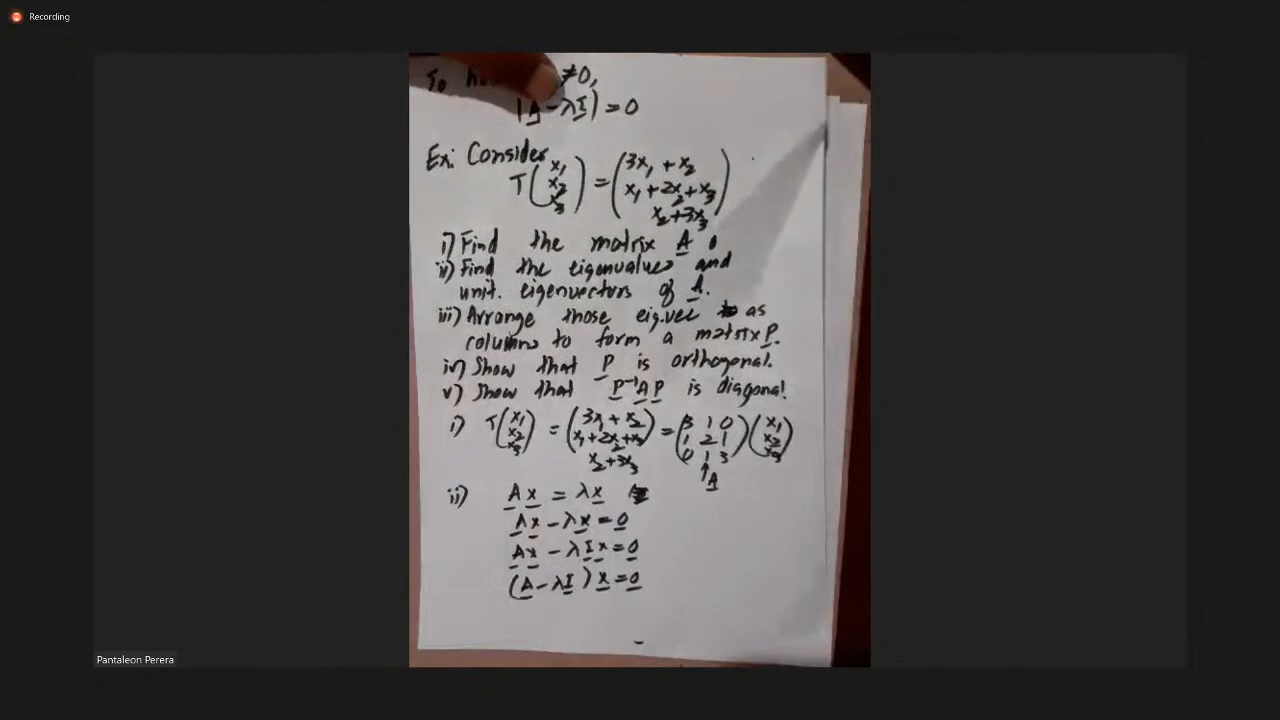 Recording
To
≠0,
|A-λI|=0
Ex: Consider
T(x₁ x₂ x₃) = (3x₁+x₂ x₁+2x₂+x₃ x₂+3x₃)
i) Find the matrix A
ii) Find the eigenvalues and
unit. eigenvectors of A.
iii) Arrange those eig.vec as
columns to form a matrix P.
iv) Show that P is orthogonal.
v) Show that P⁻¹AP is diagonal.
i) T(x₁ x₂ x₃) = (3x₁+x₂ x₁+2x₂+x₃ x₂+3x₃) = (3 1 0 1 2 1 0 1 3)(x₁ x₂ x₃)
↑A
ii) Ax = λx
Ax - λx = 0
Ax - λIx = 0
(A-λI)x = 0
Pantaleon Perera